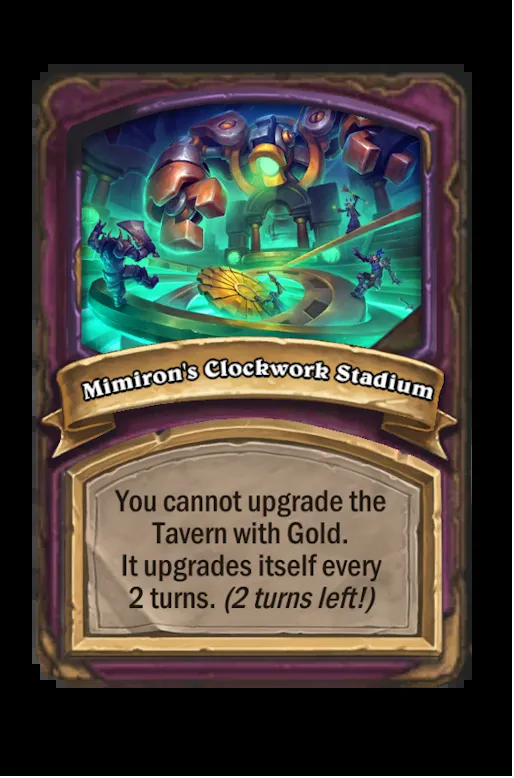 Mimiron's Clockwork Stadium
You cannot upgrade the
Tavern with Gold.
It upgrades itself every
2 turns. (2 turns left!)